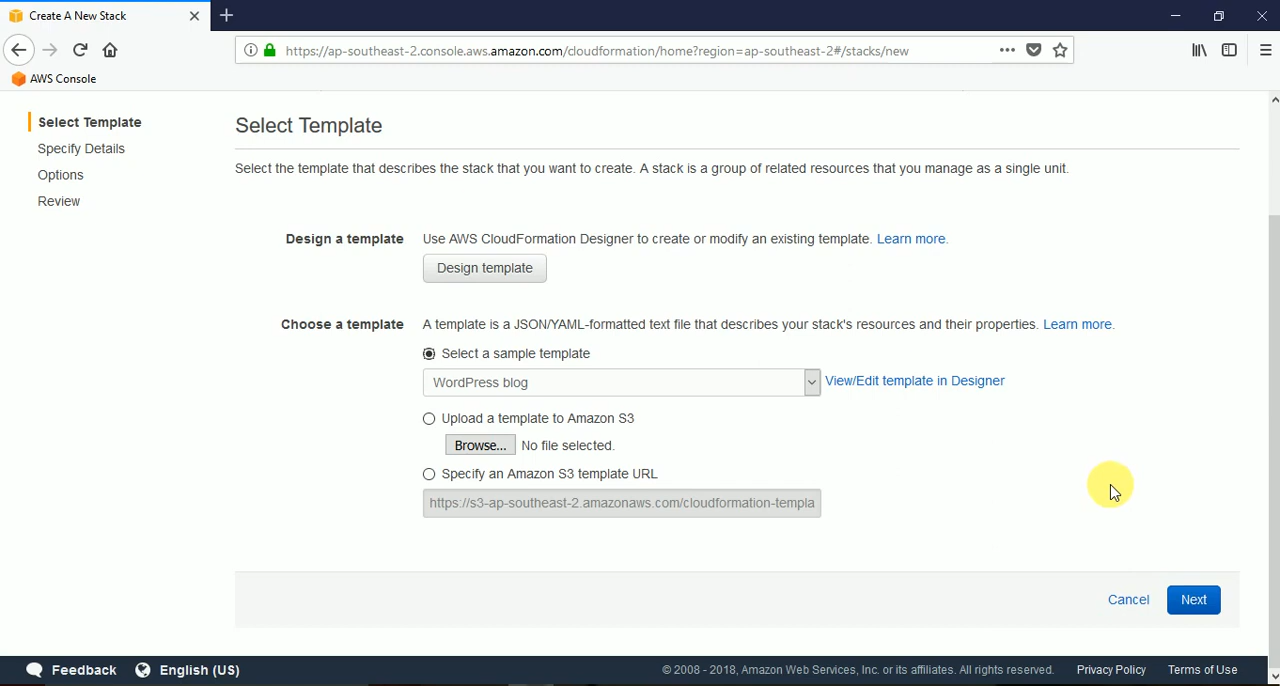 Create A New Stack
https://ap-southeast-2.console.aws.amazon.com/cloudformation/home?region=ap-southeast-2#/stacks/new
AWS Console
Select Template
Specify Details
Options
Review
Select Template
Select the template that describes the stack that you want to create. A stack is a group of related resources that you manage as a single unit.
Design a template
Use AWS CloudFormation Designer to create or modify an existing template. Learn more.
Design template
Choose a template
A template is a JSON/YAML-formatted text file that describes your stack's resources and their properties. Learn more.
Select a sample template
WordPress blog
View/Edit template in Designer
Upload a template to Amazon S3
Browse... No file selected.
Specify an Amazon S3 template URL
https://s3-ap-southeast-2.amazonaws.com/cloudformation-templa
Cancel
Next
Feedback
English (US)
© 2008 - 2018, Amazon Web Services, Inc. or its affiliates. All rights reserved.
Privacy Policy
Terms of Use